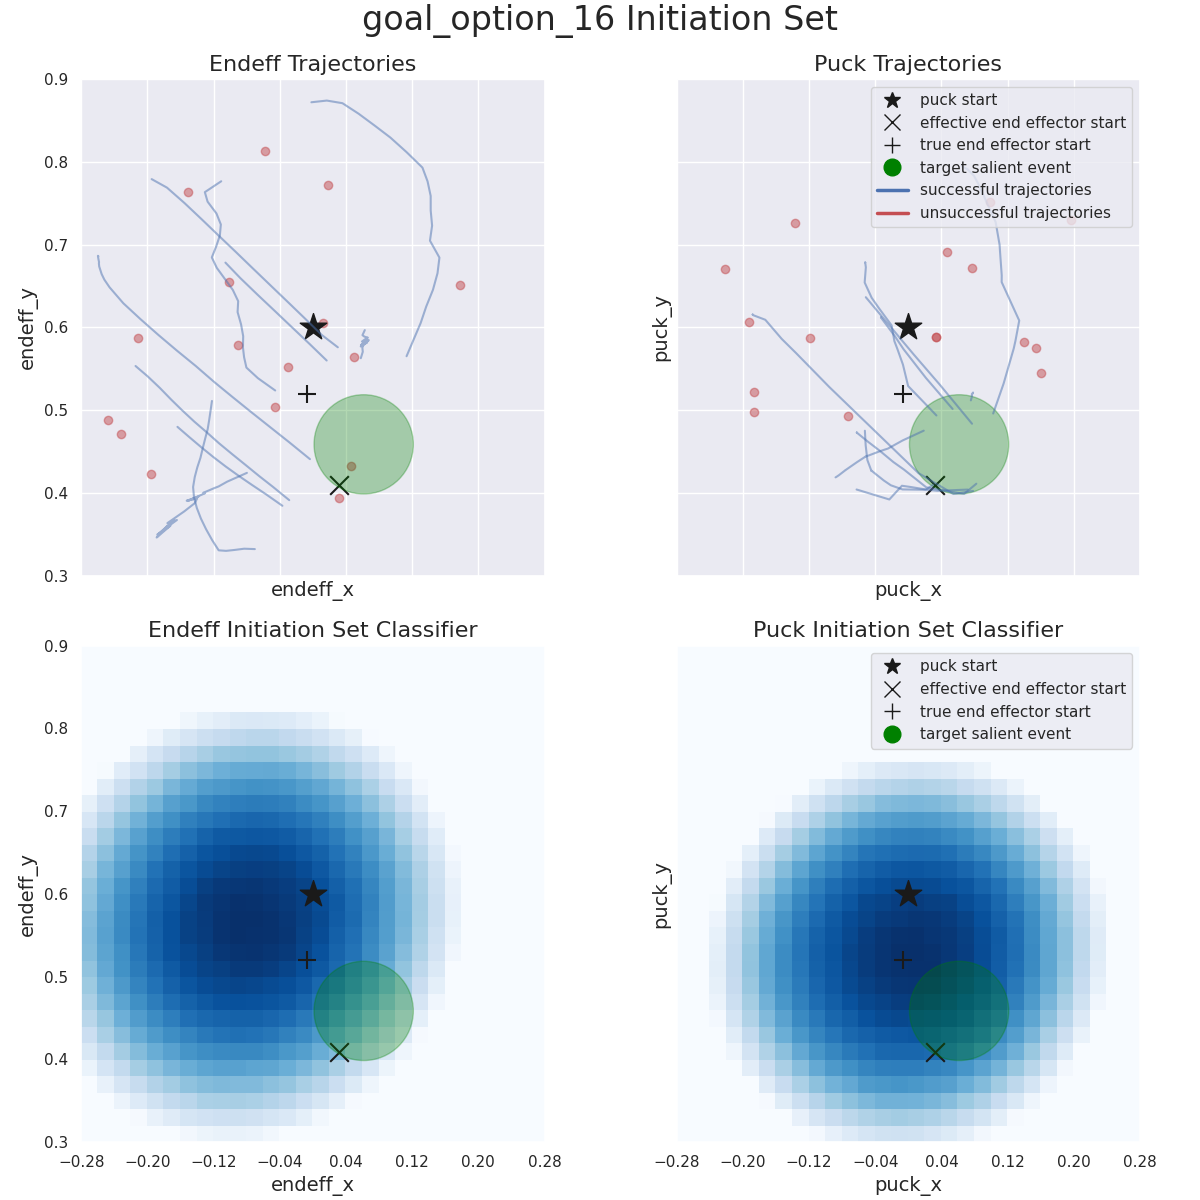 goal_option_16 Initiation Set
Endeff Trajectories
0.9
0.8
0.7
0.6
0.5
0.4
0.3
endeff_y
endeff_x
Puck Trajectories
puck start
effective end effector start
true end effector start
target salient event
successful trajectories
unsuccessful trajectories
puck_y
puck_x
Endeff Initiation Set Classifier
0.9
0.8
0.7
0.6
0.5
0.4
0.3
endeff_y
−0.28 −0.20 −0.12 −0.04 0.04 0.12 0.20 0.28
endeff_x
Puck Initiation Set Classifier
puck start
effective end effector start
true end effector start
target salient event
puck_y
−0.28 −0.20 −0.12 −0.04 0.04 0.12 0.20 0.28
puck_x